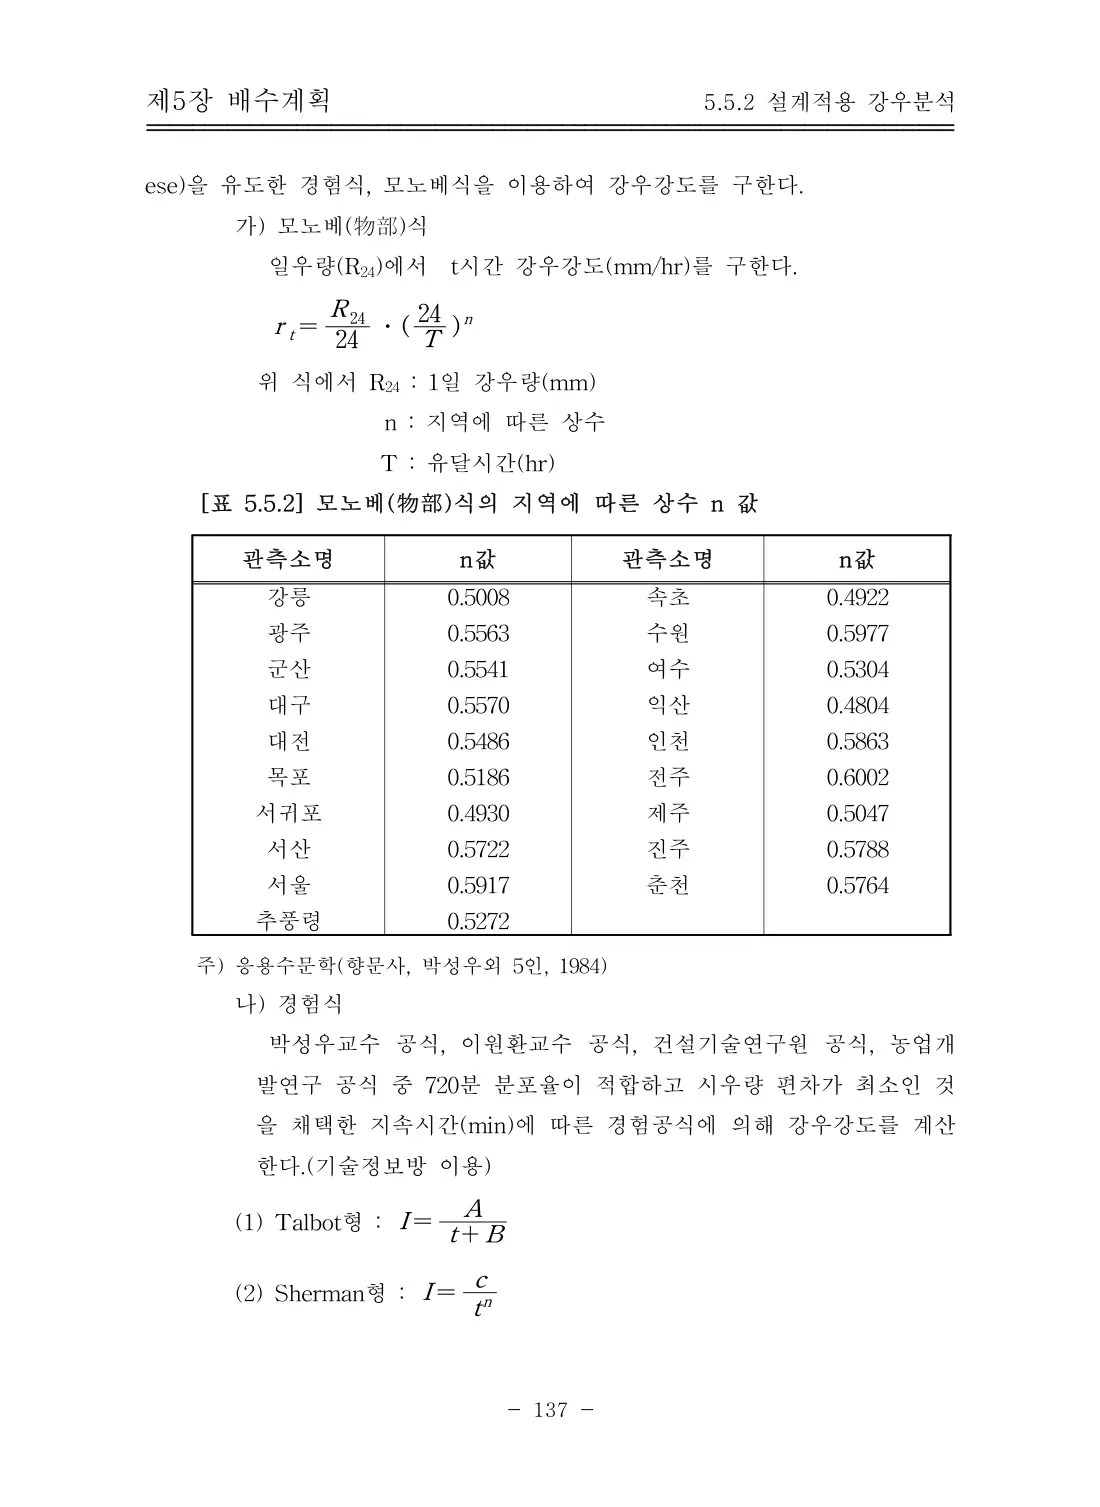 제5장 배수계획 5.5.2 설계적용 강우분석
ese)을 유도한 경험식, 모노베식을 이용하여 강우강도를 구한다.
가) 모노베(物部)식
일우량(R₂₄)에서 t시간 강우강도(mm/hr)를 구한다.
r_t = R₂₄/24 · (24/T)ⁿ
위 식에서 R₂₄ : 1일 강우량(mm)
n : 지역에 따른 상수
T : 유달시간(hr)
[표 5.5.2] 모노베(物部)식의 지역에 따른 상수 n 값
관측소명 n값 관측소명 n값
강릉 0.5008 속초 0.4922
광주 0.5563 수원 0.5977
군산 0.5541 여수 0.5304
대구 0.5570 익산 0.4804
대전 0.5486 인천 0.5863
목포 0.5186 전주 0.6002
서귀포 0.4930 제주 0.5047
서산 0.5722 진주 0.5788
서울 0.5917 춘천 0.5764
추풍령 0.5272
주) 응용수문학(향문사, 박성우외 5인, 1984)
나) 경험식
박성우교수 공식, 이원환교수 공식, 건설기술연구원 공식, 농업개
발연구 공식 중 720분 분포율이 적합하고 시우량 편차가 최소인 것
을 채택한 지속시간(min)에 따른 경험공식에 의해 강우강도를 계산
한다.(기술정보방 이용)
(1) Talbot형 : I = A/(t+B)
(2) Sherman형 : I = c/tⁿ
- 137 -